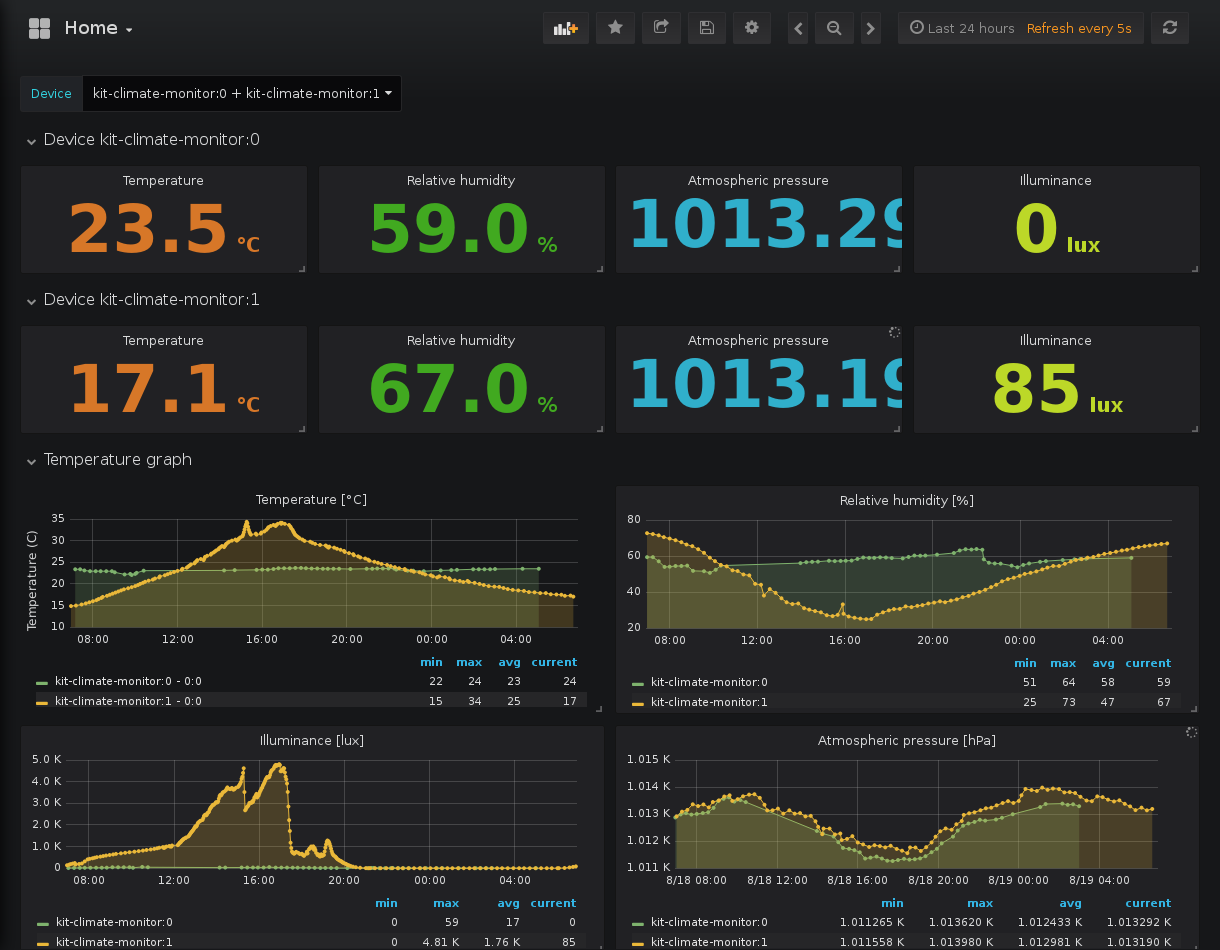 Home
Last 24 hours Refresh every 5s
Device kit-climate-monitor:0 + kit-climate-monitor:1
Device kit-climate-monitor:0
Temperature
23.5 °C
Relative humidity
59.0 %
Atmospheric pressure
1013.29
Illuminance
0 lux
Device kit-climate-monitor:1
Temperature
17.1 °C
Relative humidity
67.0 %
Atmospheric pressure
1013.19
Illuminance
85 lux
Temperature graph
Temperature [°C]
Temperature (C)
35
30
25
20
15
10
08:00 12:00 16:00 20:00 00:00 04:00
min max avg current
kit-climate-monitor:0 - 0:0 22 24 23 24
kit-climate-monitor:1 - 0:0 15 34 25 17
Relative humidity [%]
80
60
40
20
08:00 12:00 16:00 20:00 00:00 04:00
min max avg current
kit-climate-monitor:0 51 64 58 59
kit-climate-monitor:1 25 73 47 67
Illuminance [lux]
5.0 K
4.0 K
3.0 K
2.0 K
1.0 K
0
08:00 12:00 16:00 20:00 00:00 04:00
min max avg current
kit-climate-monitor:0 0 59 17 0
kit-climate-monitor:1 0 4.81 K 1.76 K 85
Atmospheric pressure [hPa]
1.015 K
1.014 K
1.013 K
1.012 K
1.011 K
8/18 08:00 8/18 12:00 8/18 16:00 8/18 20:00 8/19 00:00 8/19 04:00
min max avg current
kit-climate-monitor:0 1.011265 K 1.013620 K 1.012433 K 1.013292 K
kit-climate-monitor:1 1.011558 K 1.013980 K 1.012981 K 1.013190 K